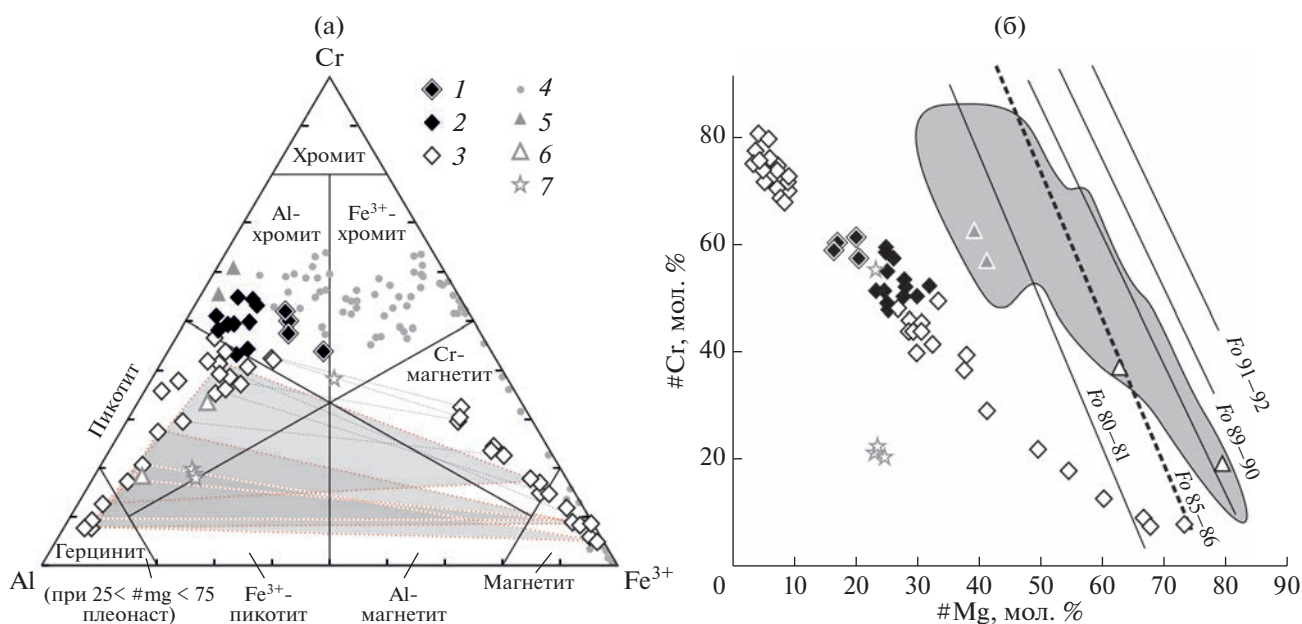 (а)
Cr
1
2
3
4
5
6
7
Хромит
Al-
хромит
Fe3+-
хромит
Cr-
магнетит
Пикотит
Герцинит
Магнетит
Al
Fe3+
(при 25< #mg < 75
плеонаст)
Fe3+-
пикотит
Al-
магнетит
(б)
#Cr, мол. %
80
60
40
20
0
10
20
30
40
50
60
70
80
90
#Mg, мол. %
Fo 80–81
Fo 85–86
Fo 89–90
Fo 91–92